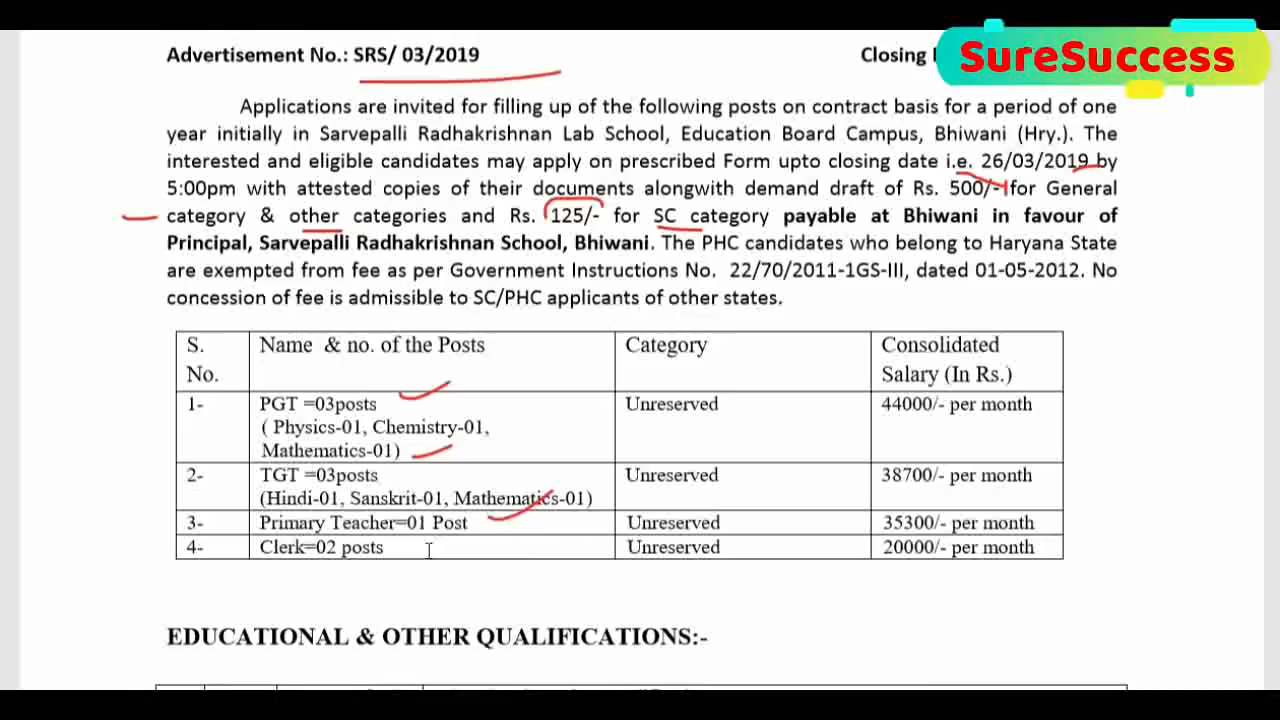 Advertisement No.: SRS/ 03/2019
Closing
SureSuccess
Applications are invited for filling up of the following posts on contract basis for a period of one
year initially in Sarvepalli Radhakrishnan Lab School, Education Board Campus, Bhiwani (Hry.). The
interested and eligible candidates may apply on prescribed Form upto closing date i.e. 26/03/2019 by
5:00pm with attested copies of their documents alongwith demand draft of Rs. 500/- for General
category & other categories and Rs. 125/- for SC category payable at Bhiwani in favour of
Principal, Sarvepalli Radhakrishnan School, Bhiwani. The PHC candidates who belong to Haryana State
are exempted from fee as per Government Instructions No. 22/70/2011-1GS-III, dated 01-05-2012. No
concession of fee is admissible to SC/PHC applicants of other states.
S. No. Name & no. of the Posts Category Consolidated Salary (In Rs.)
1- PGT =03posts Unreserved 44000/- per month
( Physics-01, Chemistry-01,
Mathematics-01)
2- TGT =03posts Unreserved 38700/- per month
(Hindi-01, Sanskrit-01, Mathematics-01)
3- Primary Teacher=01 Post Unreserved 35300/- per month
4- Clerk=02 posts Unreserved 20000/- per month
EDUCATIONAL & OTHER QUALIFICATIONS:-